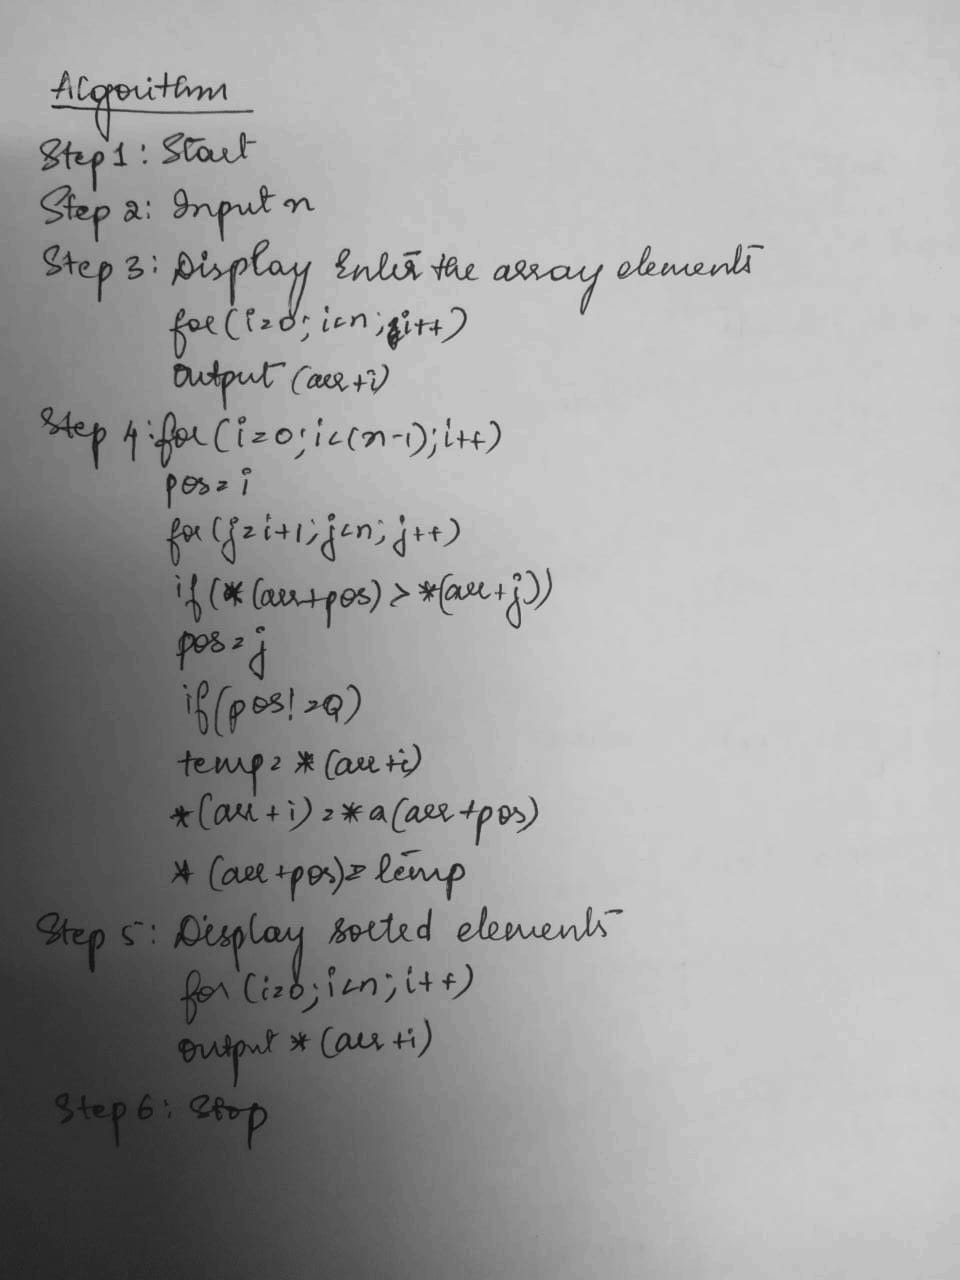 Algorithm
Step 1: Start
Step 2: Input n
Step 3: Display Enter the array elements
for(i=0; i<n; i++)
output (arr+i)
Step 4: for(i=0; i<(n-1); i++)
pos=i
for(j=i+1; j<n; j++)
if(*(arr+pos)>*(arr+j))
pos=j
if(pos!=Q)
temp=*(arr+i)
*(arr+i)=*a(arr+pos)
*(arr+pos)=temp
Step 5: Display sorted elements
for(i=0; i<n; i++)
output *(arr+i)
Step 6: Stop